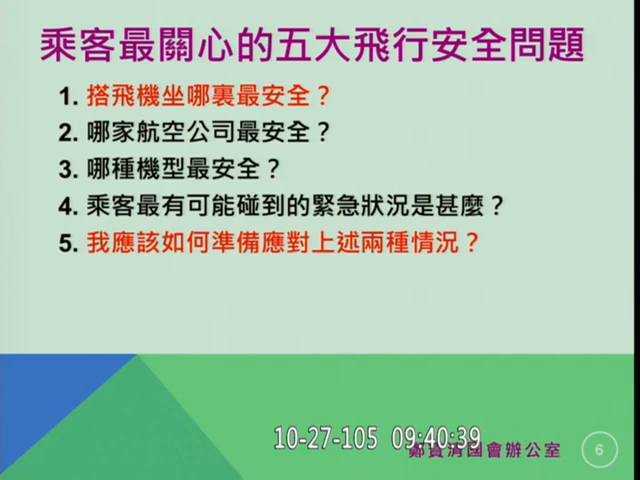 乘客最關心的五大飛行安全問題
1. 搭飛機坐哪裏最安全？
2. 哪家航空公司最安全？
3. 哪種機型最安全？
4. 乘客最有可能碰到的緊急狀況是甚麼？
5. 我應該如何準備應對上述兩種情況？
10-27-105 09:40:39
鄭寶清國會辦公室
6